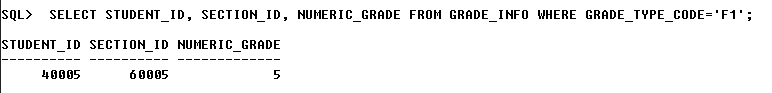 SQL>  SELECT STUDENT_ID, SECTION_ID, NUMERIC_GRADE FROM GRADE_INFO WHERE GRADE_TYPE_CODE='F1';
STUDENT_ID SECTION_ID NUMERIC_GRADE
---------- ---------- -------------
     40005      60005             5